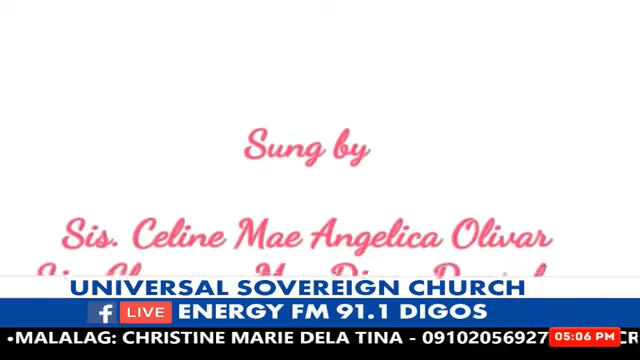 Sung by
Sis. Celine Mae Angelica Olivar
UNIVERSAL SOVEREIGN CHURCH
f LIVE ENERGY FM 91.1 DIGOS
•MALALAG: CHRISTINE MARIE DELA TINA - 09102056927 05:06 PM CR